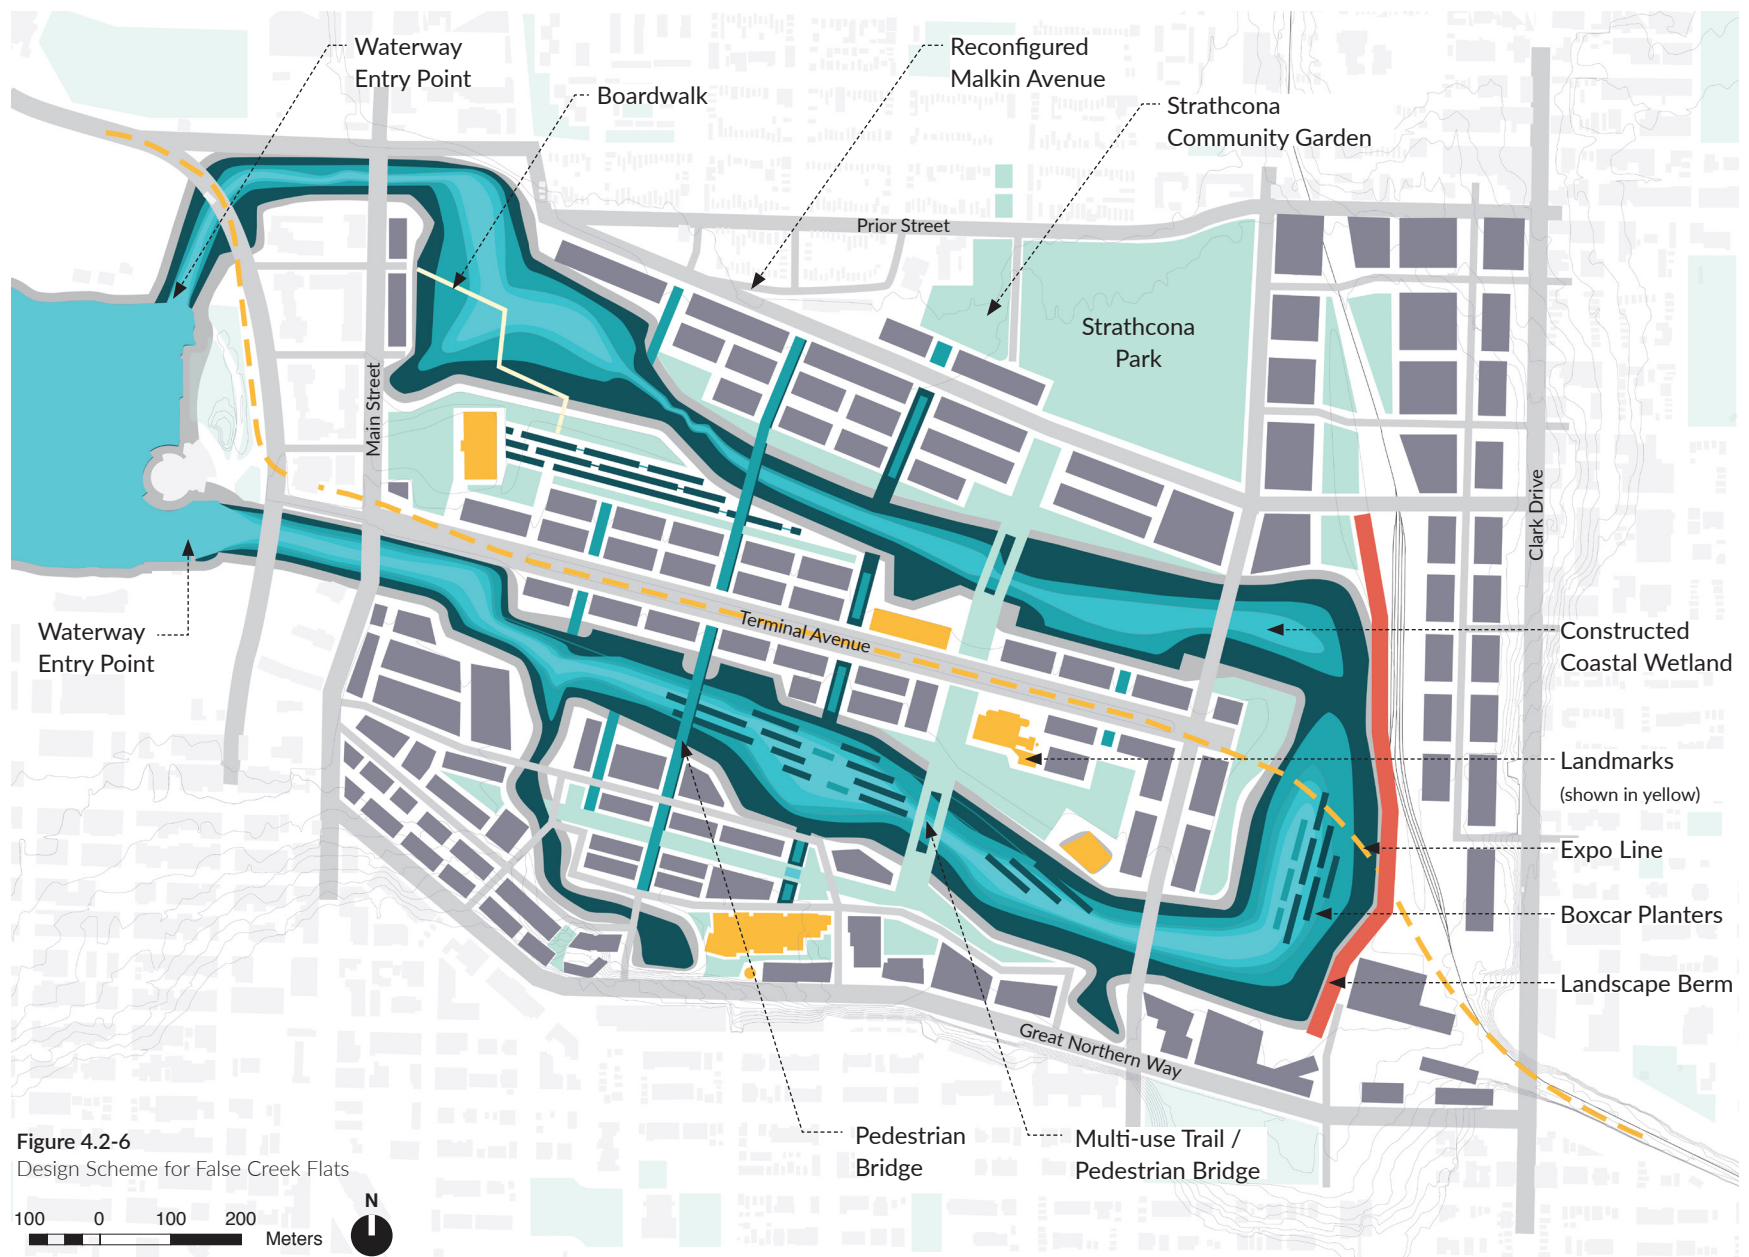 Waterway
Entry Point
Boardwalk
Reconfigured
Malkin Avenue
Strathcona
Community Garden
Prior Street
Strathcona
Park
Main Street
Clark Drive
Terminal Avenue
Waterway
Entry Point
Constructed
Coastal Wetland
Landmarks
(shown in yellow)
Expo Line
Boxcar Planters
Landscape Berm
Great Northern Way
Pedestrian
Bridge
Multi-use Trail /
Pedestrian Bridge
Figure 4.2-6
Design Scheme for False Creek Flats
100 0 100 200
Meters
N